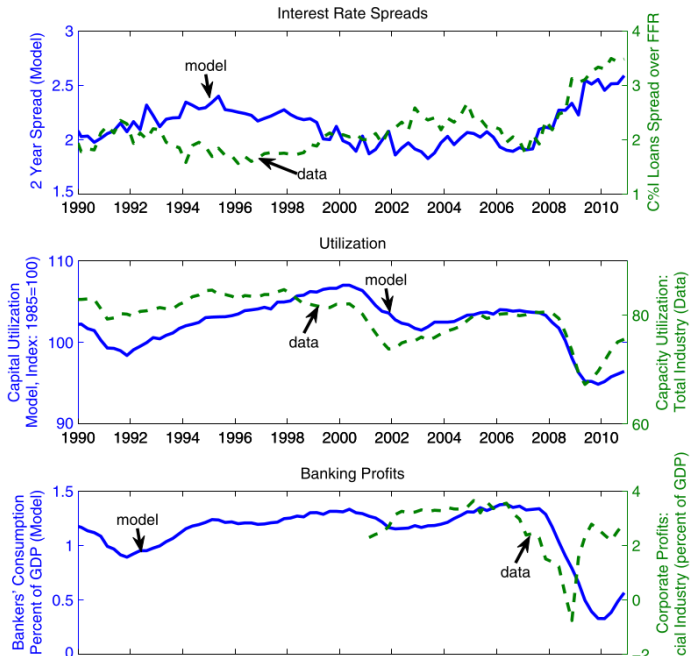 Interest Rate Spreads
2 Year Spread (Model)
3
2.5
2
1.5
model
data
4
3
2
1
C%I Loans Spread over FFR
1990 1992 1994 1996 1998 2000 2002 2004 2006 2008 2010
Utilization
Capital Utilization
Model, Index: 1985=100)
110
100
90
model
data
80
60
Capacity Utilization:
Total Industry (Data)
1990 1992 1994 1996 1998 2000 2002 2004 2006 2008 2010
Banking Profits
Bankers' Consumption
Percent of GDP (Model)
1.5
1
0.5
0
model
data
4
2
0
−2
Corporate Profits:
cial Industry (percent of GDP)